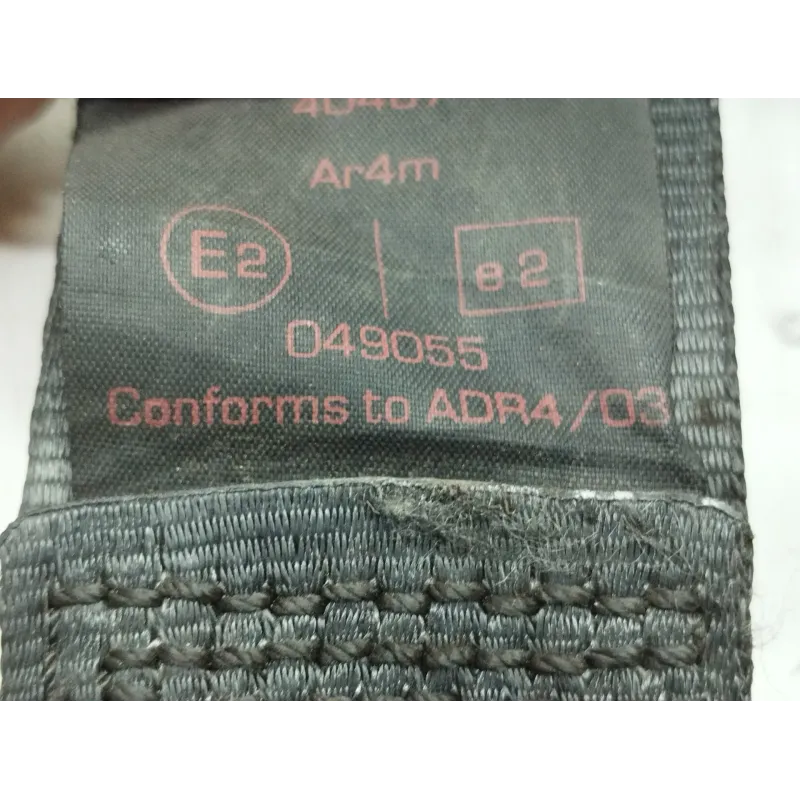 Ar4m
E2 | e2
049055
Conforms to ADR4/03